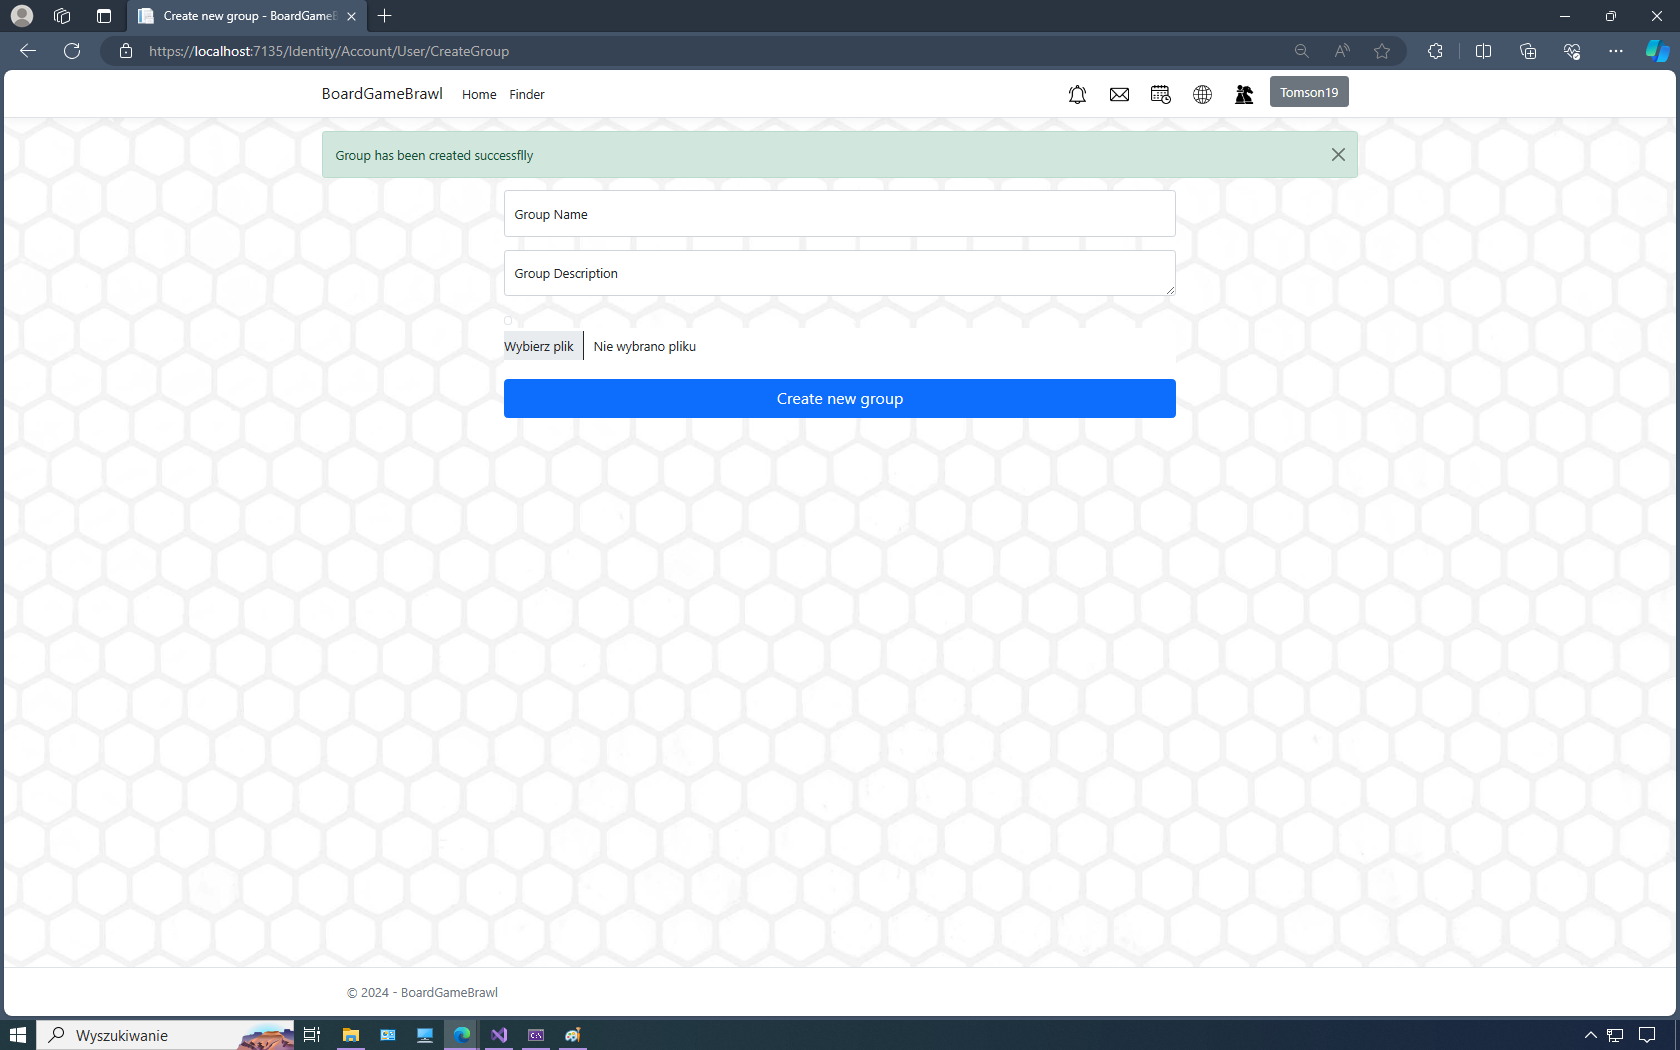 Create new group - BoardGameB
https://localhost:7135/Identity/Account/User/CreateGroup
BoardGameBrawl Home Finder Tomson19
Group has been created successflly
Group Name
Group Description
Wybierz plik Nie wybrano pliku
Create new group
© 2024 - BoardGameBrawl
Wyszukiwanie